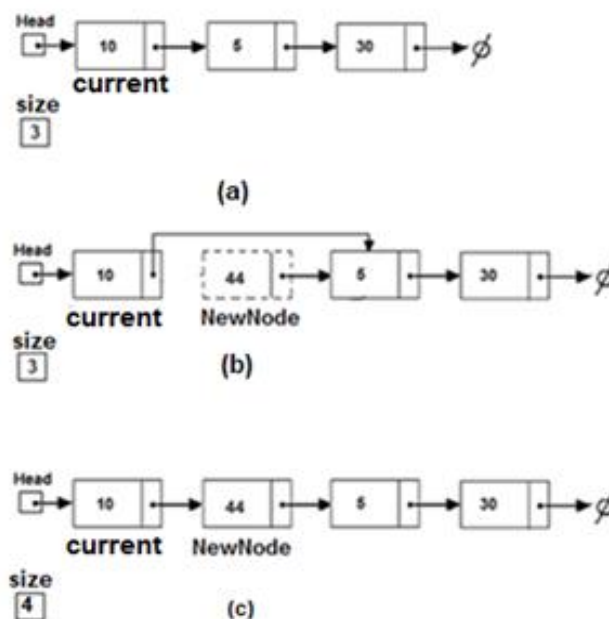 Head
10 5 30 ϕ
current
size
3
(a)
Head
10 44 5 30 ϕ
current NewNode
size
3
(b)
Head
10 44 5 30 ϕ
current NewNode
size
4
(c)